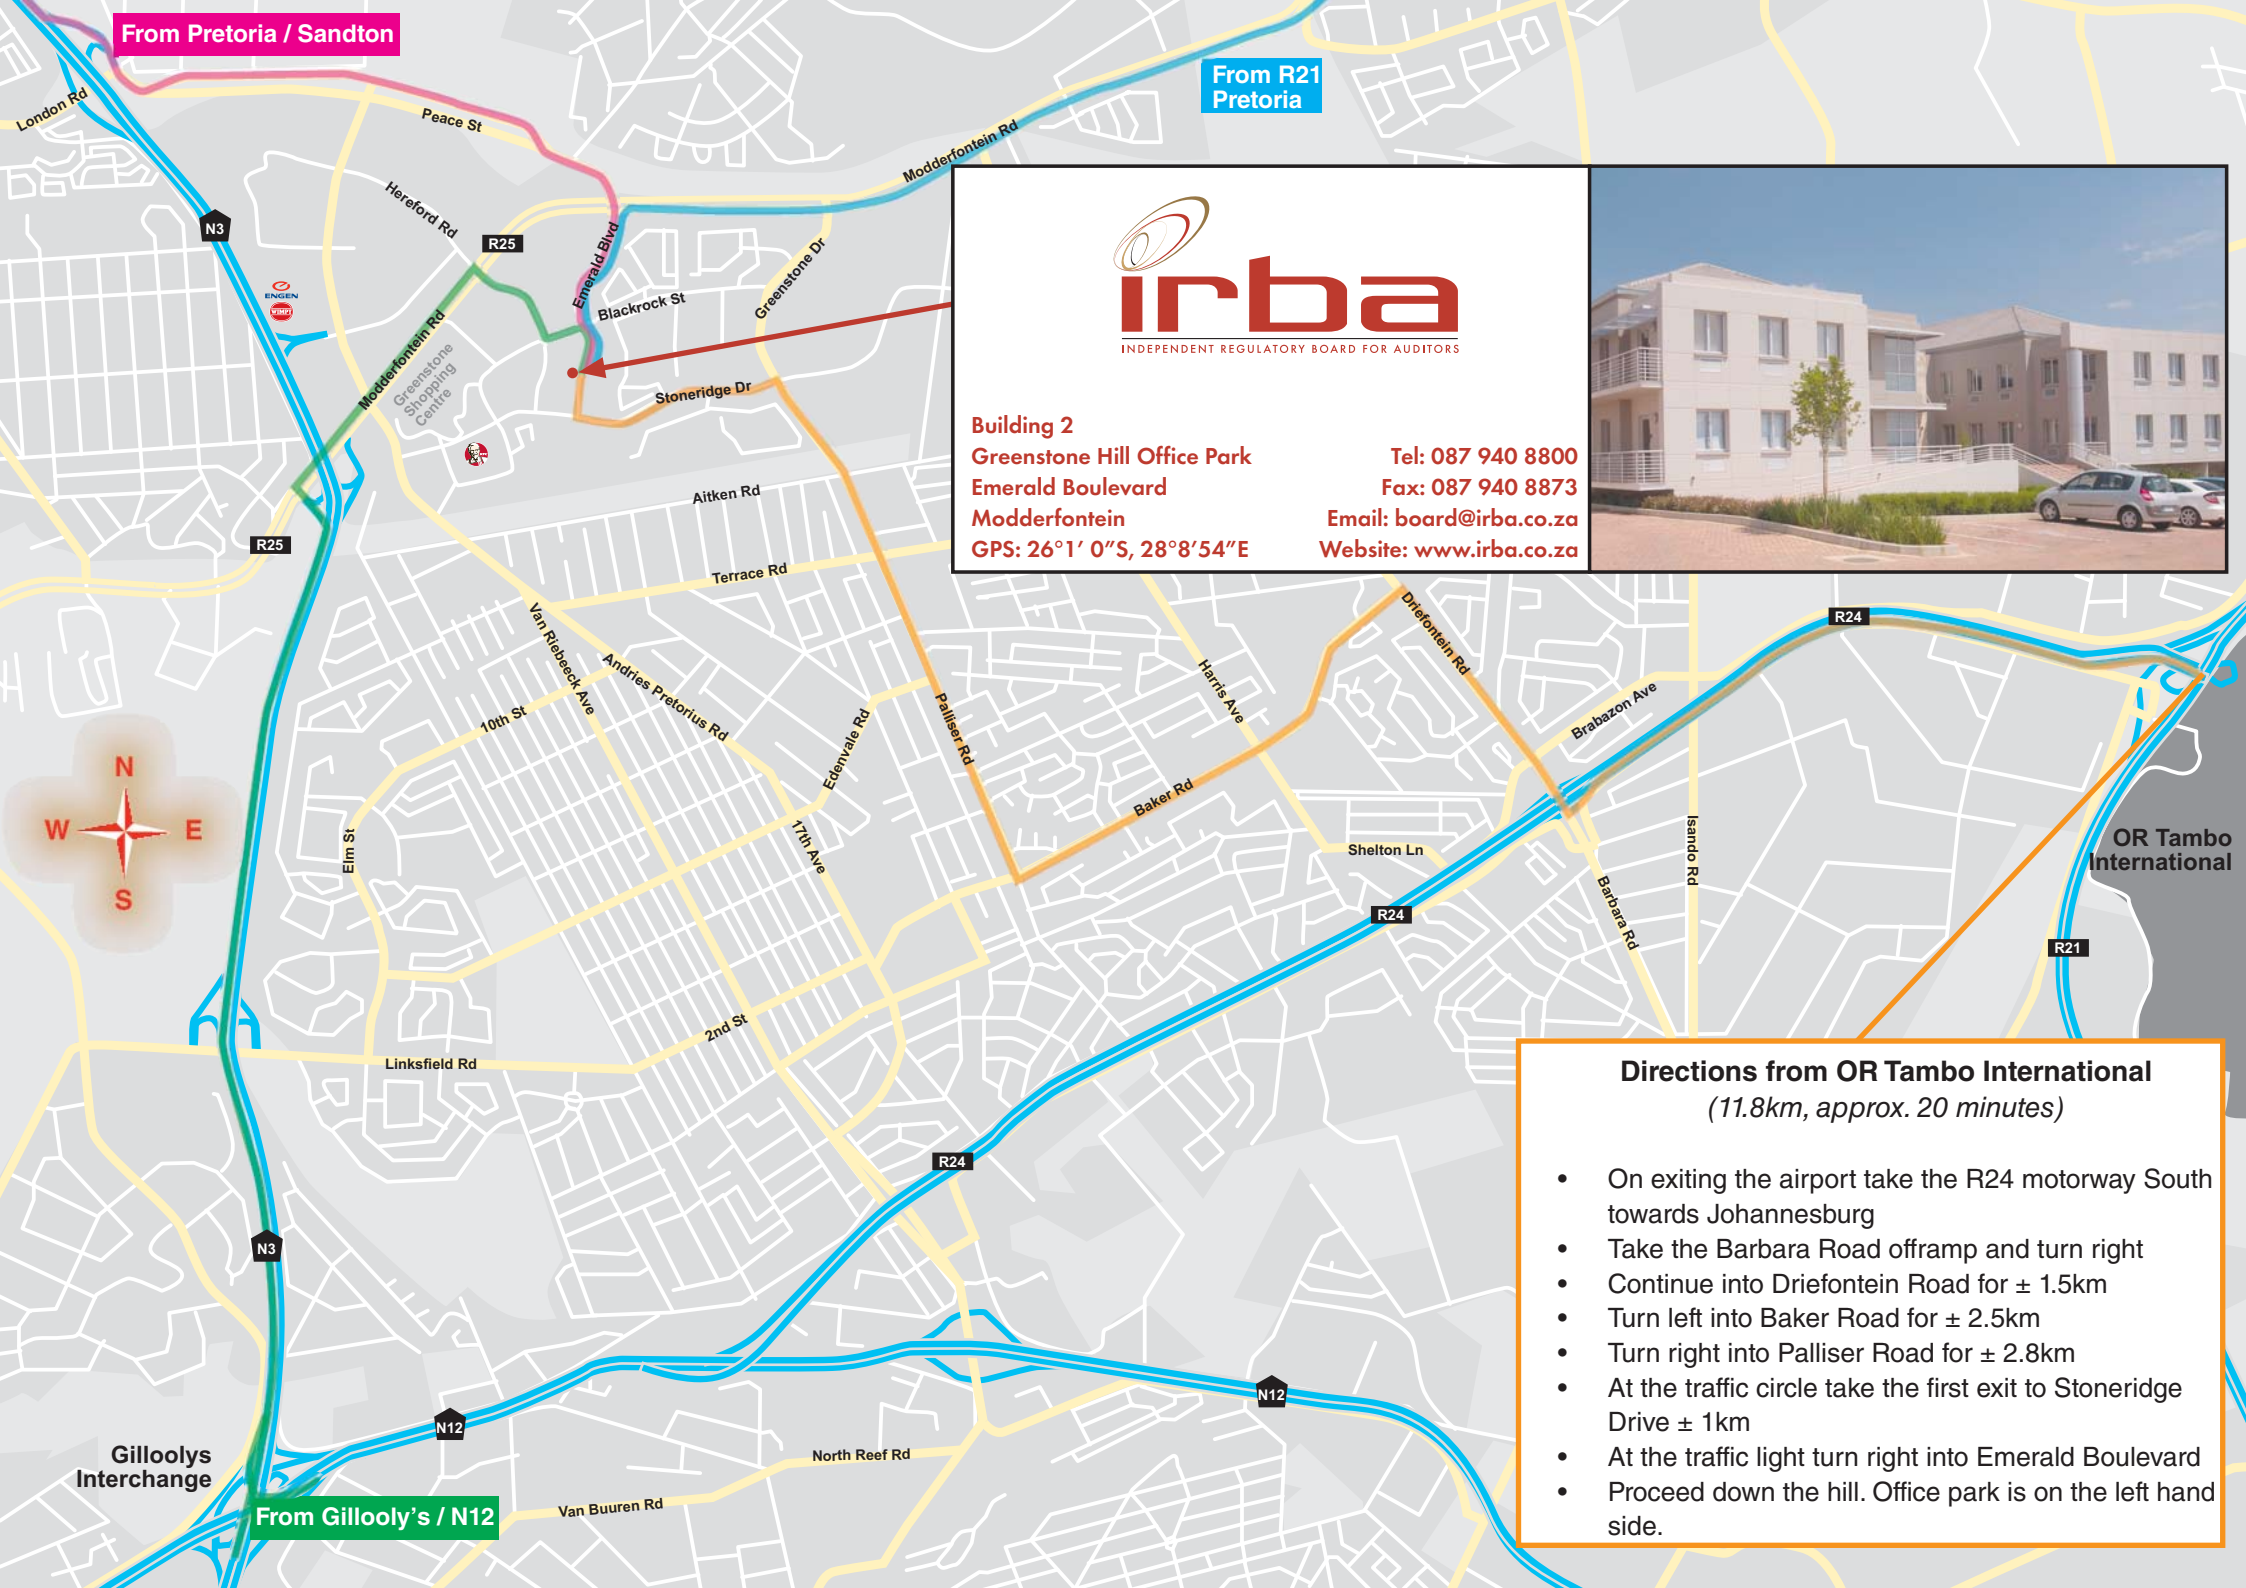 From Pretoria / Sandton
From R21
Pretoria
London Rd
Peace St
Modderfontein Rd
Hereford Rd
N3
R25
Emerald Blvd
Greenstone Dr
Blackrock St
ENGEN
WIMPY
Modderfontein Rd
Greenstone
Shopping
Centre
Stoneridge Dr
irba
INDEPENDENT REGULATORY BOARD FOR AUDITORS
Building 2
Greenstone Hill Office Park
Emerald Boulevard
Modderfontein
GPS: 26°1’ 0”S, 28°8’54”E
Tel: 087 940 8800
Fax: 087 940 8873
Email: board@irba.co.za
Website: www.irba.co.za
Aitken Rd
R25
Terrace Rd
Van Riebeeck Ave
Andries Pretorius Rd
10th St
Palliser Rd
Edenvale Rd
Harris Ave
Driefontein Rd
R24
Brabazon Ave
N
W
E
S
Elm St
17th Ave
Baker Rd
Shelton Ln
Isando Rd
OR Tambo
International
R24
Barbara Rd
R21
2nd St
Linksfield Rd
R24
N3
N12
N12
Gilloolys
Interchange
North Reef Rd
Van Buuren Rd
From Gillooly's / N12
Directions from OR Tambo International
(11.8km, approx. 20 minutes)
• On exiting the airport take the R24 motorway South
towards Johannesburg
• Take the Barbara Road offramp and turn right
• Continue into Driefontein Road for ± 1.5km
• Turn left into Baker Road for ± 2.5km
• Turn right into Palliser Road for ± 2.8km
• At the traffic circle take the first exit to Stoneridge
Drive ± 1km
• At the traffic light turn right into Emerald Boulevard
• Proceed down the hill. Office park is on the left hand
side.